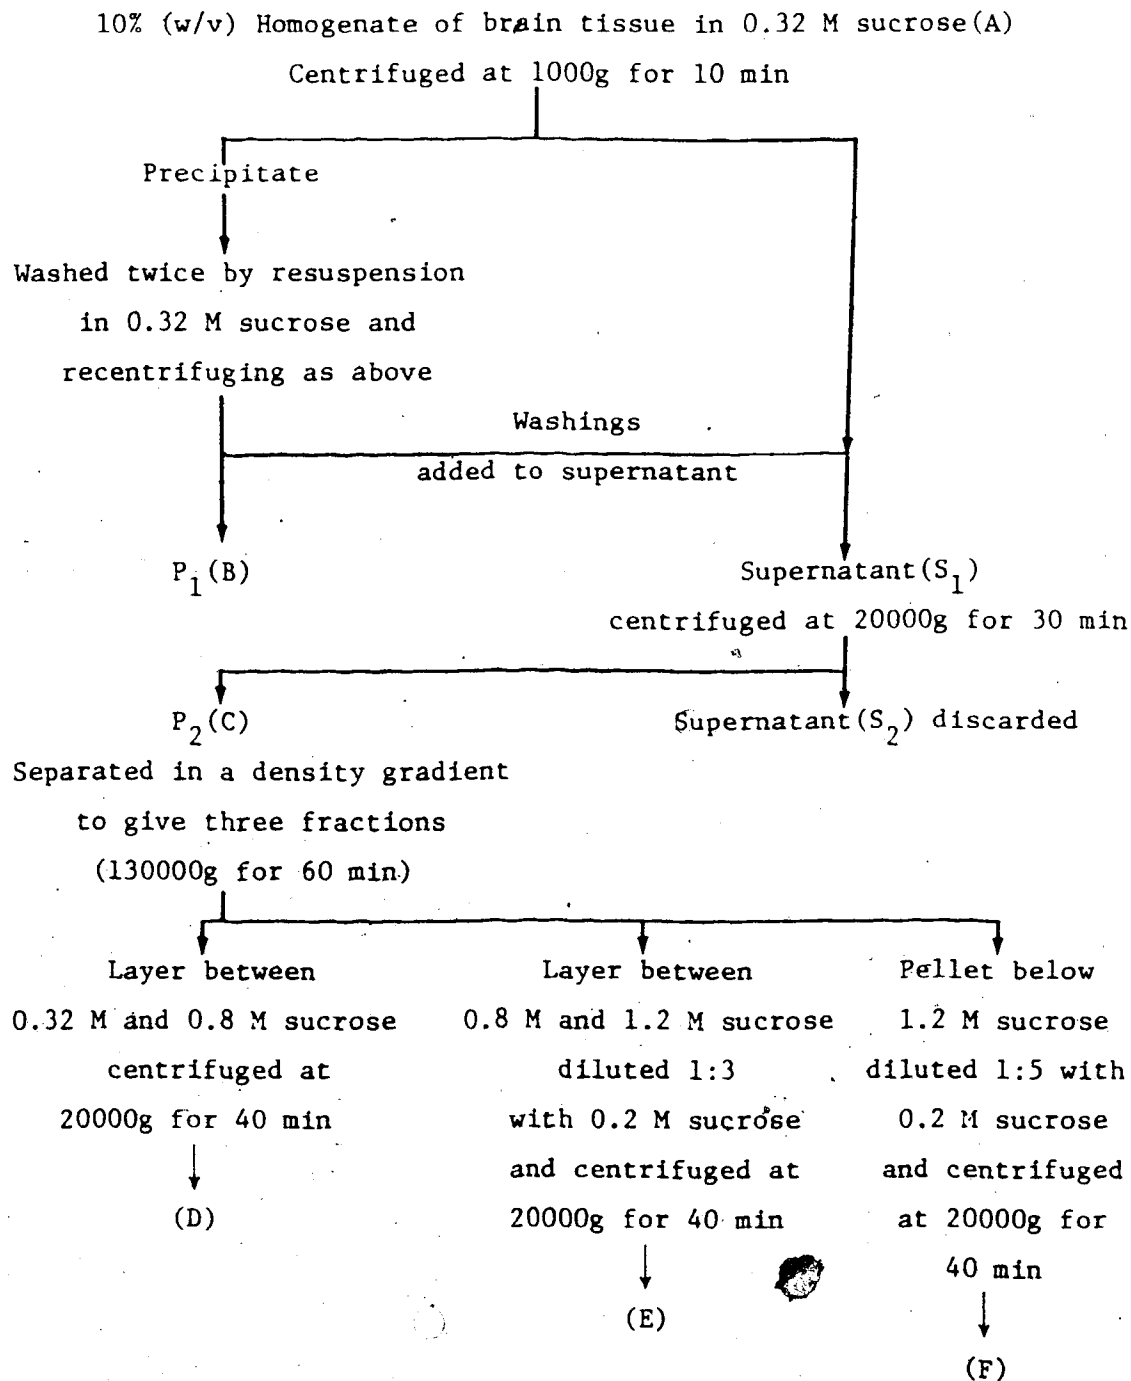 10% (w/v) Homogenate of brain tissue in 0.32 M sucrose(A)
Centrifuged at 1000g for 10 min
Precipitate
Washed twice by resuspension
in 0.32 M sucrose and
recentrifuging as above
Washings
added to supernatant
P1(B)
Supernatant(S1)
centrifuged at 20000g for 30 min
P2(C)
Supernatant(S2) discarded
Separated in a density gradient
to give three fractions
(130000g for 60 min)
Layer between
0.32 M and 0.8 M sucrose
centrifuged at
20000g for 40 min
(D)
Layer between
0.8 M and 1.2 M sucrose
diluted 1:3
with 0.2 M sucrose
and centrifuged at
20000g for 40 min
(E)
Pellet below
1.2 M sucrose
diluted 1:5 with
0.2 M sucrose
and centrifuged
at 20000g for
40 min
(F)